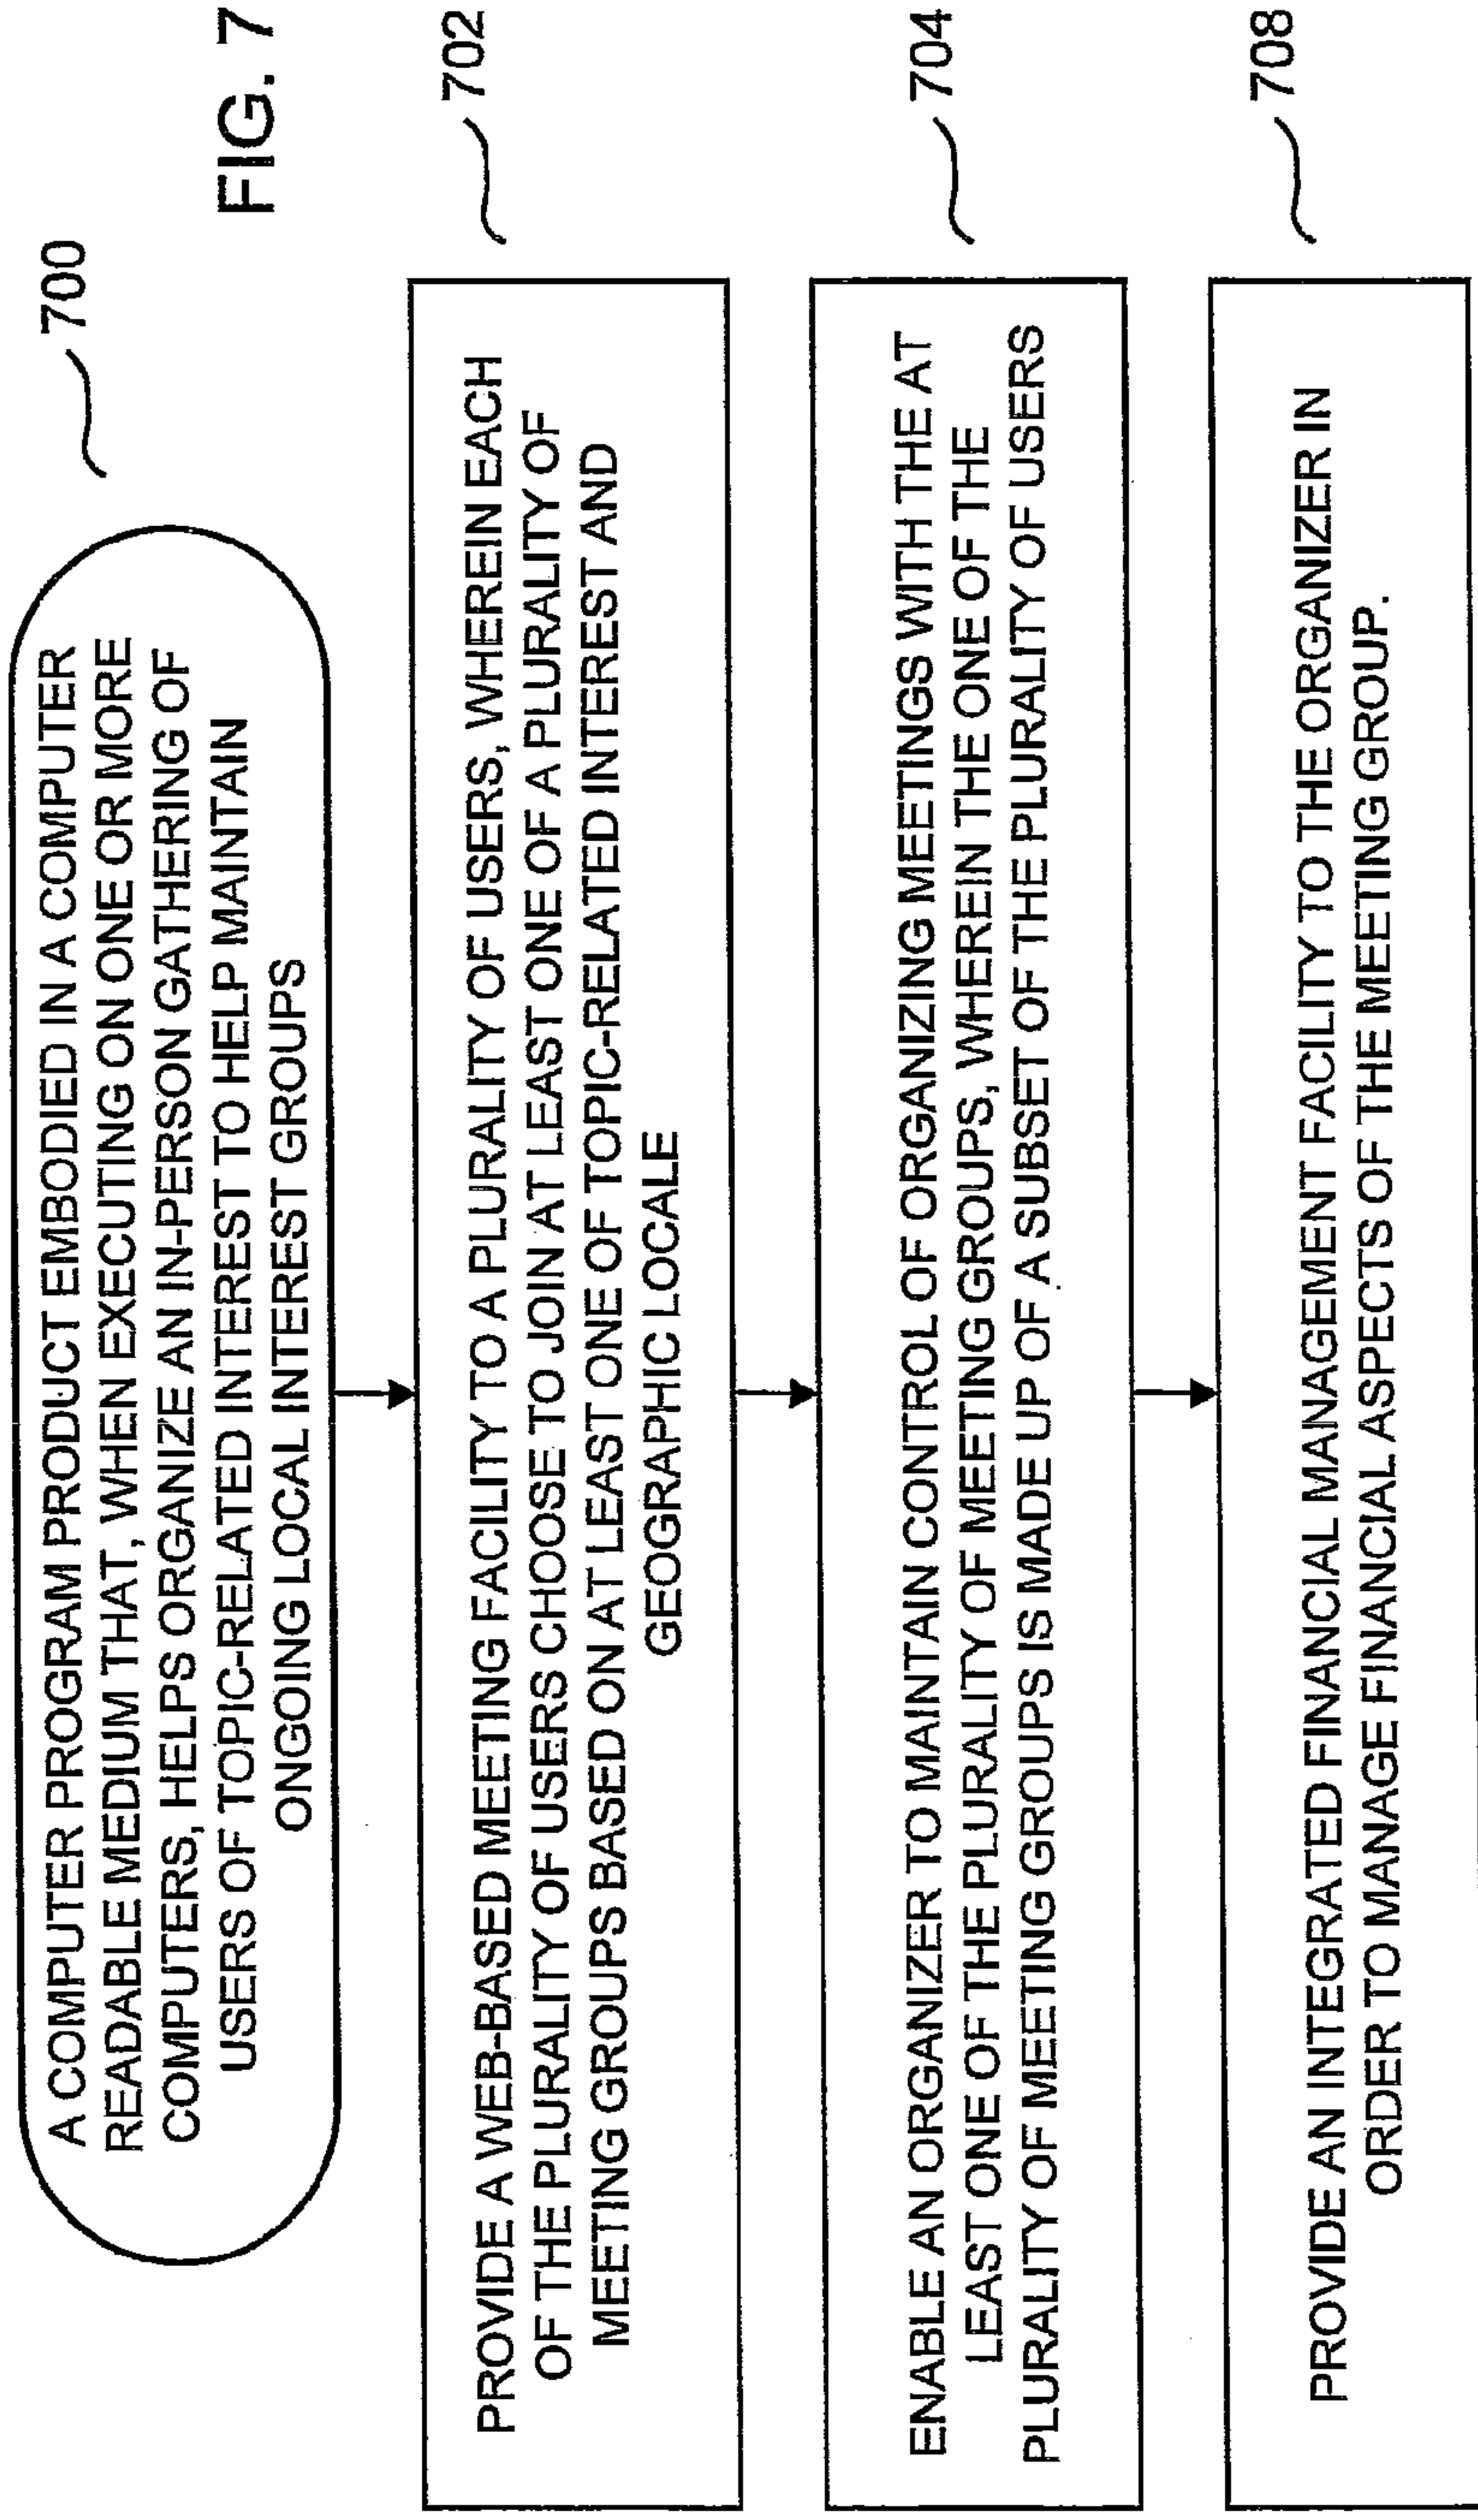 FIG. 7
700
A COMPUTER PROGRAM PRODUCT EMBODIED IN A COMPUTER
READABLE MEDIUM THAT, WHEN EXECUTING ON ONE OR MORE
COMPUTERS, HELPS ORGANIZE AN IN-PERSON GATHERING OF
USERS OF TOPIC-RELATED INTEREST TO HELP MAINTAIN
ONGOING LOCAL INTEREST GROUPS
702
PROVIDE A WEB-BASED MEETING FACILITY TO A PLURALITY OF USERS, WHEREIN EACH
OF THE PLURALITY OF USERS CHOOSE TO JOIN AT LEAST ONE OF A PLURALITY OF
MEETING GROUPS BASED ON AT LEAST ONE OF TOPIC-RELATED INTEREST AND
GEOGRAPHIC LOCALE
704
ENABLE AN ORGANIZER TO MAINTAIN CONTROL OF ORGANIZING MEETINGS WITH THE AT
LEAST ONE OF THE PLURALITY OF MEETING GROUPS, WHEREIN THE ONE OF THE
PLURALITY OF MEETING GROUPS IS MADE UP OF A SUBSET OF THE PLURALITY OF USERS
708
PROVIDE AN INTEGRATED FINANCIAL MANAGEMENT FACILITY TO THE ORGANIZER IN
ORDER TO MANAGE FINANCIAL ASPECTS OF THE MEETING GROUP.